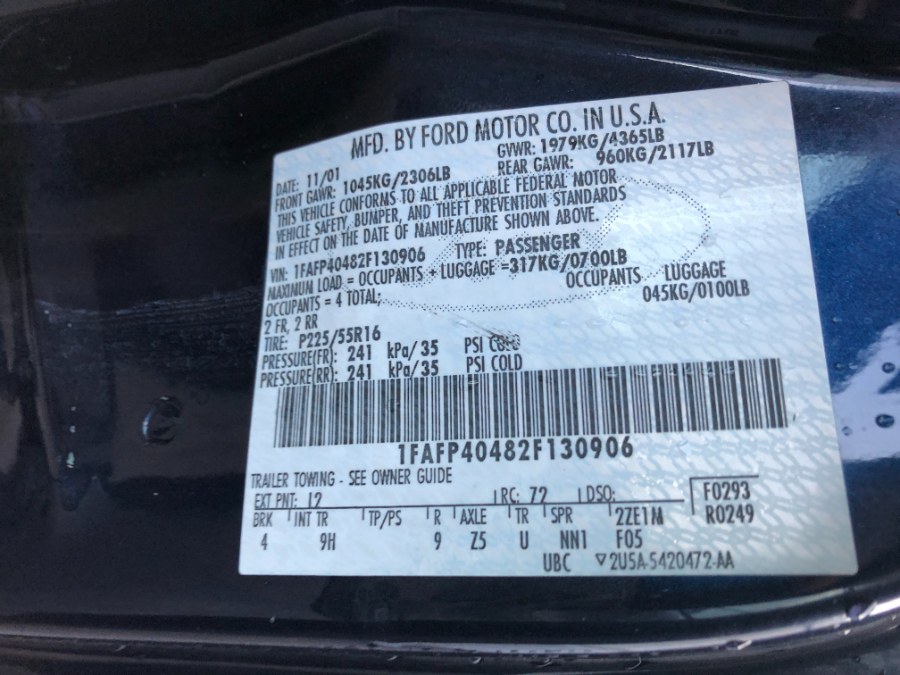 MFD. BY FORD MOTOR CO. IN U.S.A.
DATE: 11/01 GVWR: 1979KG/4365LB
FRONT GAWR: 1045KG/2306LB REAR GAWR: 960KG/2117LB
THIS VEHICLE CONFORMS TO ALL APPLICABLE FEDERAL MOTOR
VEHICLE SAFETY, BUMPER, AND THEFT PREVENTION STANDARDS
IN EFFECT ON THE DATE OF MANUFACTURE SHOWN ABOVE.
VIN: 1FAFP40482F130906 TYPE: PASSENGER
MAXIMUM LOAD = OCCUPANTS + LUGGAGE =317KG/0700LB
OCCUPANTS = 4 TOTAL; OCCUPANTS LUGGAGE
2 FR, 2 RR 045KG/0100LB
TIRE: P225/55R16
PRESSURE(FR): 241 kPa/35 PSI COLD
PRESSURE(RR): 241 kPa/35 PSI COLD
1FAFP40482F130906
TRAILER TOWING - SEE OWNER GUIDE
EXT PNT: 12 RC: 72 DSO: F0293
BRK INT TR TP/PS R AXLE TR SPR 2ZE1M R0249
4 9H 9 Z5 U NN1 F05
UBC 2U5A-5420472-AA